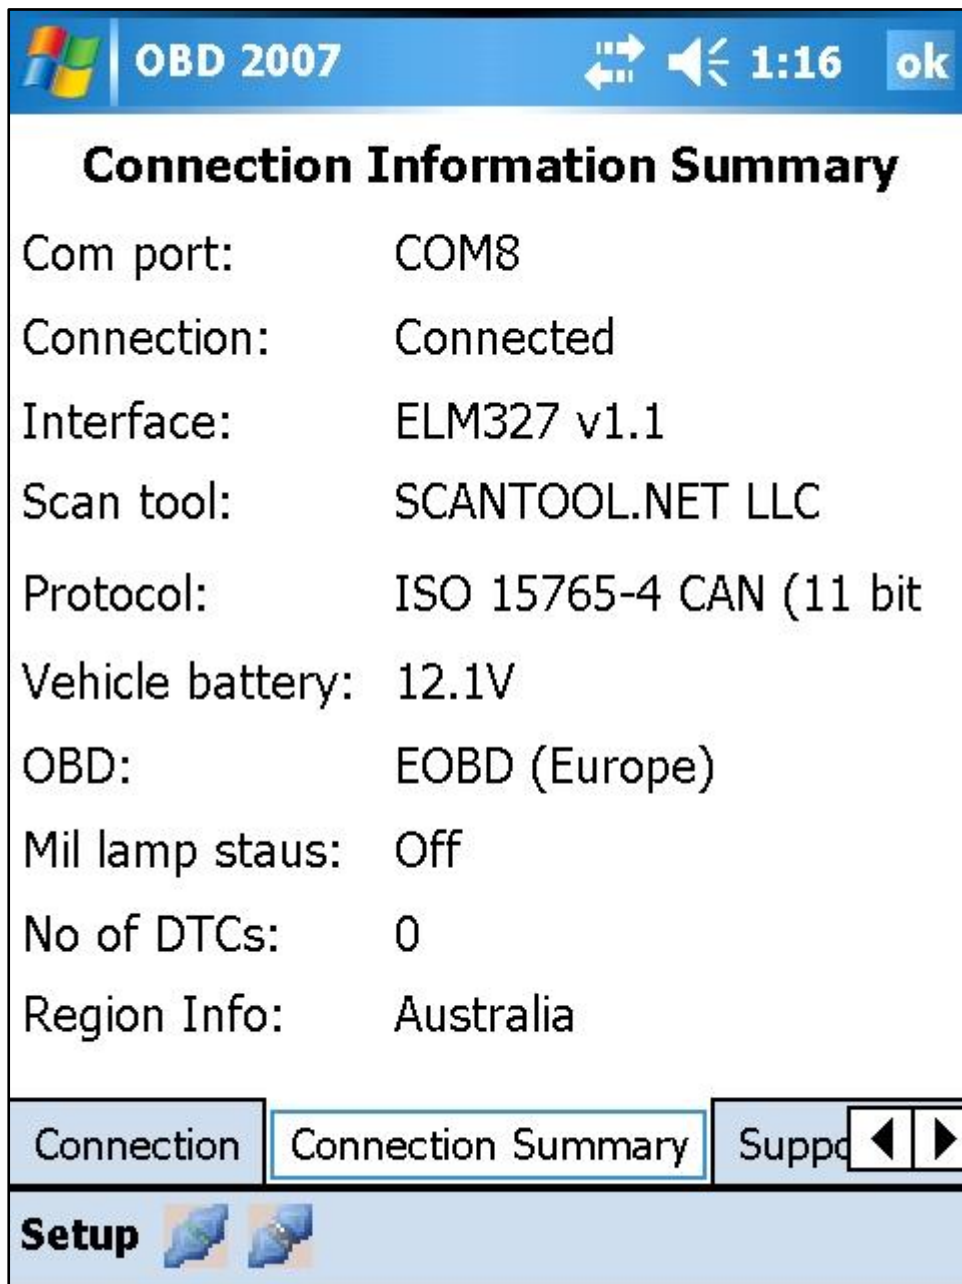 OBD 2007 1:16 ok
Connection Information Summary
Com port: COM8
Connection: Connected
Interface: ELM327 v1.1
Scan tool: SCANTOOL.NET LLC
Protocol: ISO 15765-4 CAN (11 bit
Vehicle battery: 12.1V
OBD: EOBD (Europe)
Mil lamp staus: Off
No of DTCs: 0
Region Info: Australia
Connection Connection Summary Suppo
Setup